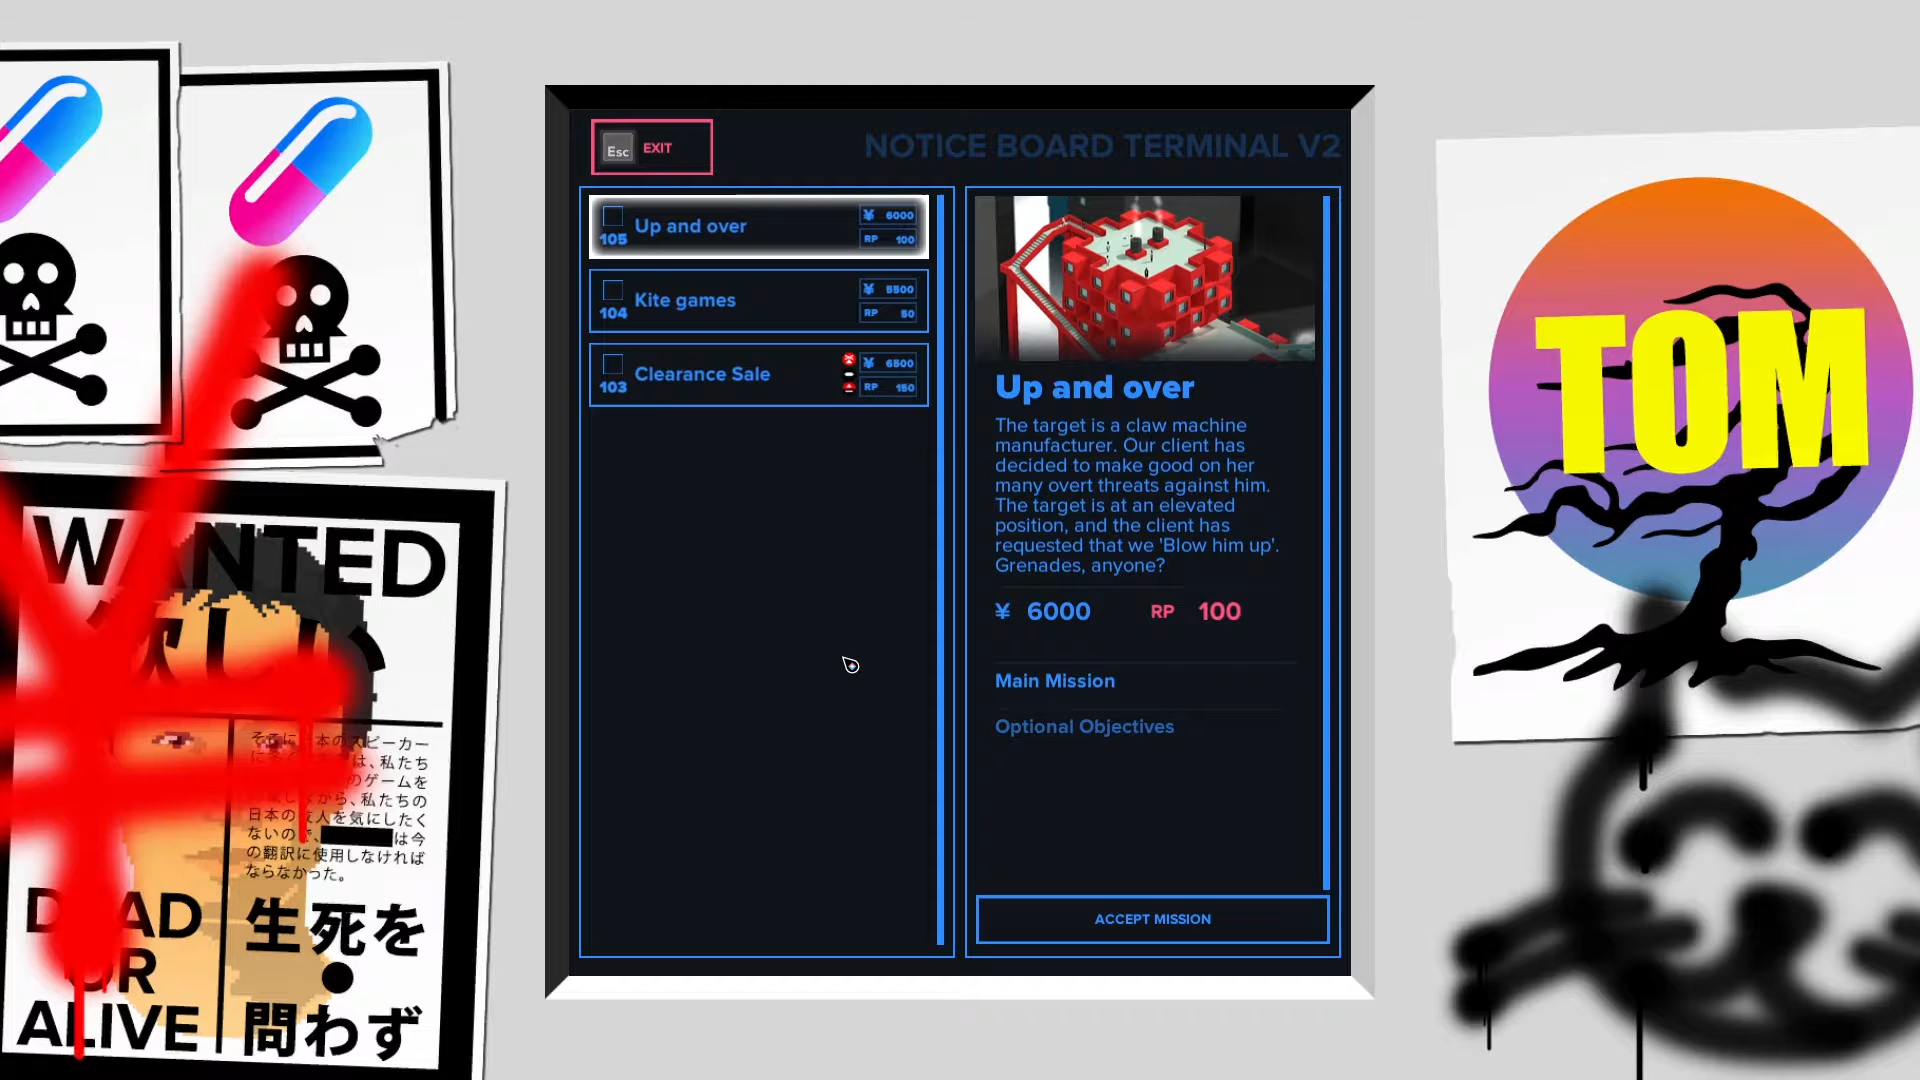 Esc EXIT
NOTICE BOARD TERMINAL V2
105 Up and over ¥ 6000
RP 100
104 Kite games ¥ 5500
RP 50
103 Clearance Sale ¥ 6500
RP 150
Up and over
The target is a claw machine
manufacturer. Our client has
decided to make good on her
many overt threats against him.
The target is at an elevated
position, and the client has
requested that we 'Blow him up'.
Grenades, anyone?
¥ 6000 RP 100
Main Mission
Optional Objectives
ACCEPT MISSION
WANTED
本のスピーカー
は、私たち
のゲームを
から、私たちの
日本の友人を気にしたく
ないので、
は今
の翻訳に使用しなければ
ならなかった。
DEAD
OR
ALIVE
生死を
問わず
TOM